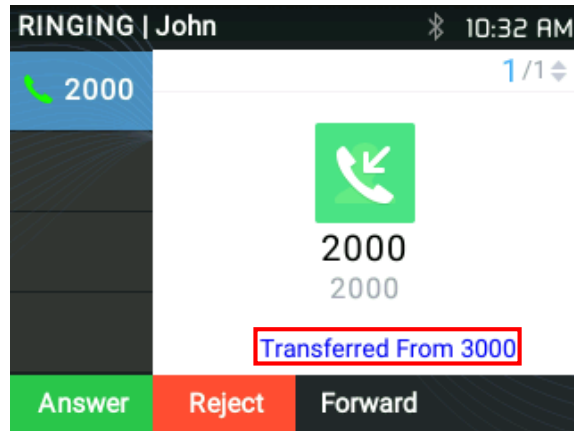 RINGING | John 10:32 AM
2000
1/1
2000
2000
Transferred From 3000
Answer Reject Forward